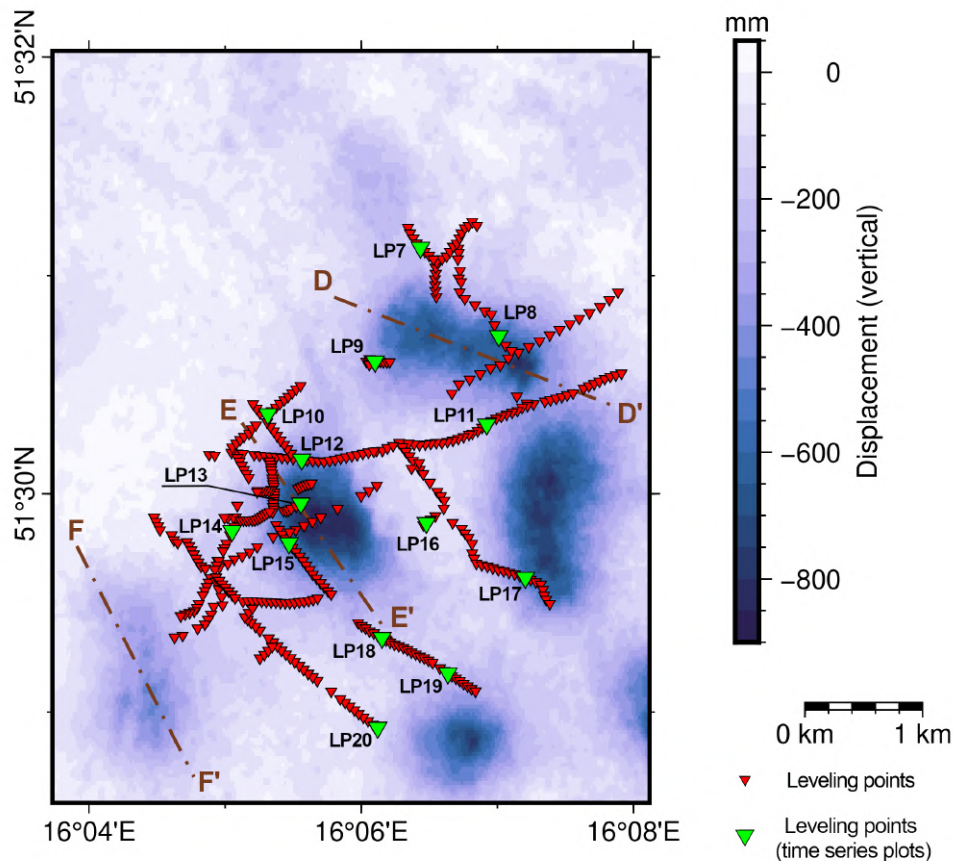 mm
51°32'N
0
−200
LP7
D
LP8
Displacement (vertical)
LP9
−400
E
LP10
LP11
D'
LP12
−600
LP13
51°30'N
F
LP14
LP16
LP15
LP17
−800
E'
LP18
LP19
0 km 1 km
LP20
F'
Leveling points
16°04'E 16°06'E 16°08'E
Leveling points
(time series plots)